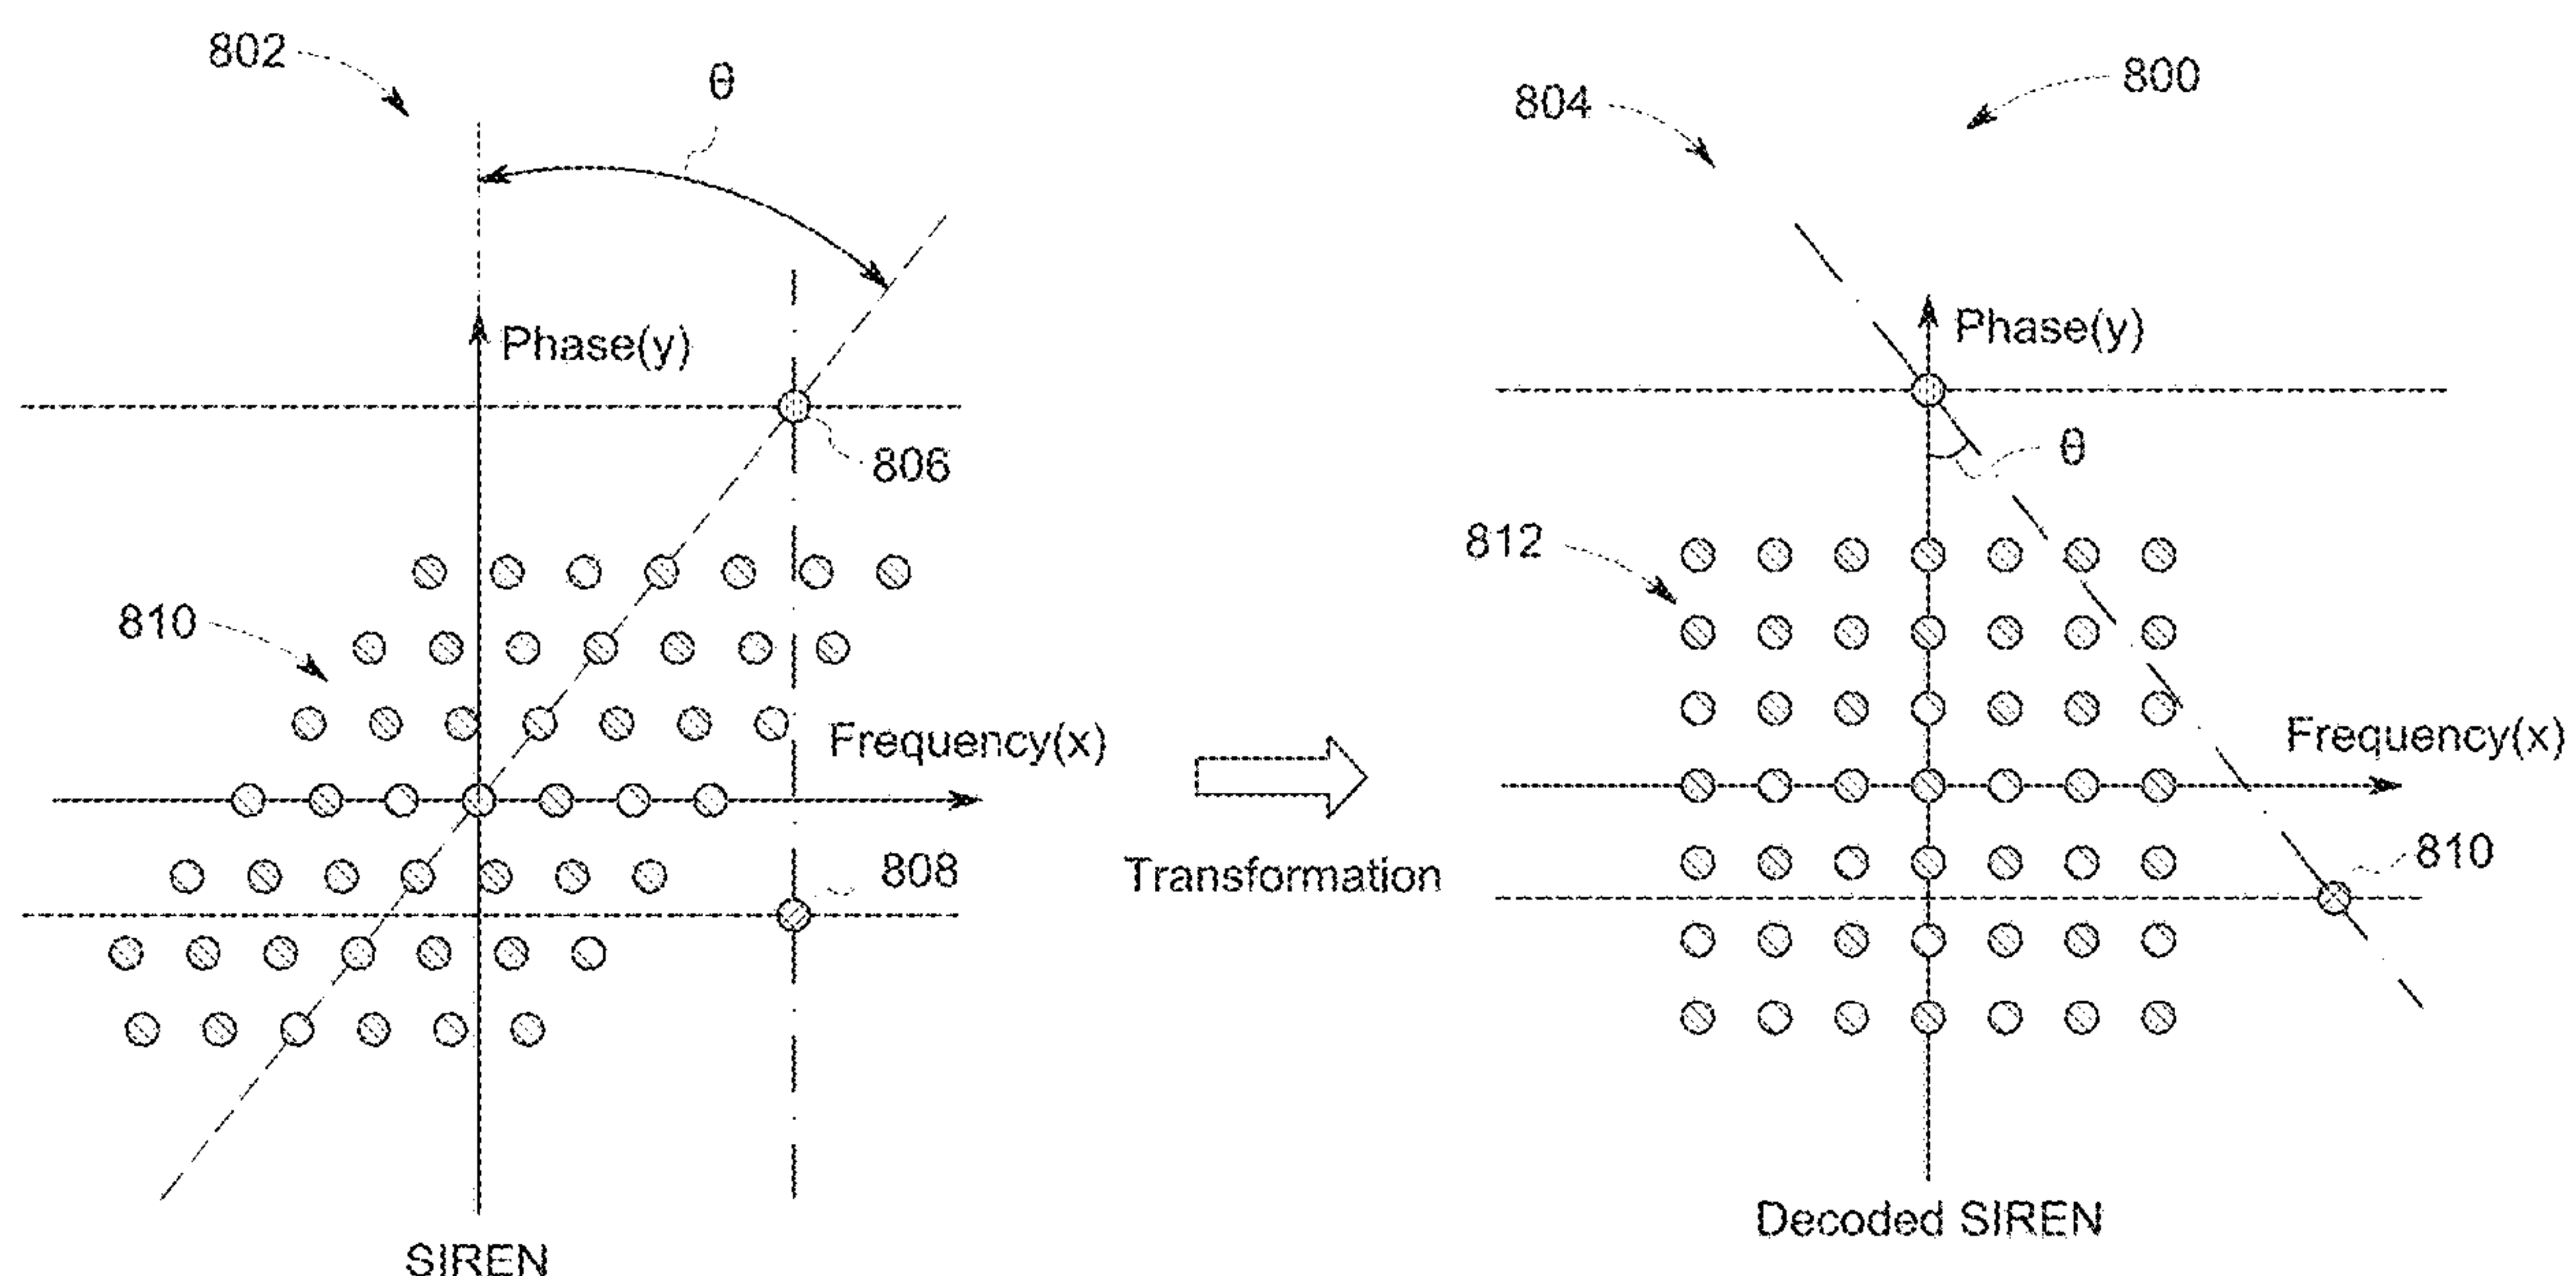 802
θ
804
800
Phase(y)
Phase(y)
806
θ
812
810
Frequency(x)
Frequency(x)
808
Transformation
810
Decoded SIREN
SIREN